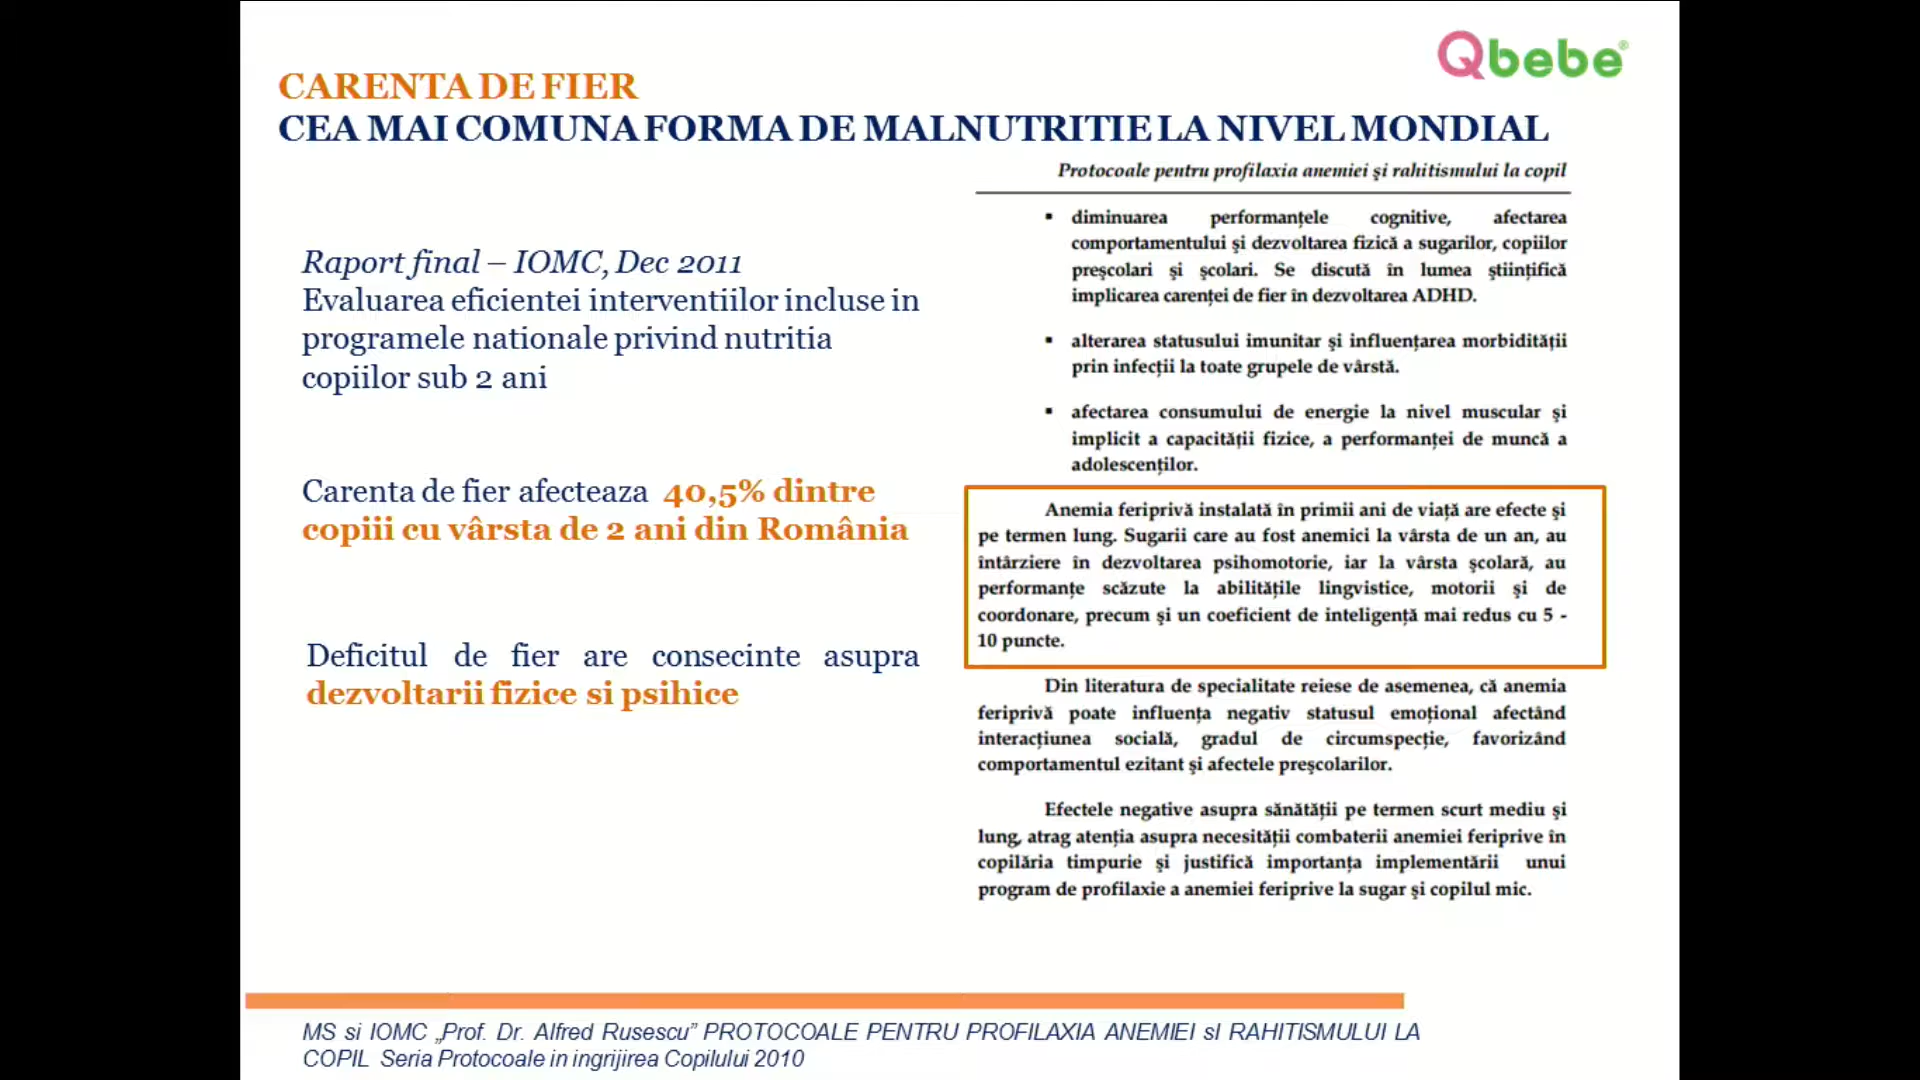 Qbebe®
CARENTA DE FIER
CEA MAI COMUNA FORMA DE MALNUTRITIE LA NIVEL MONDIAL
Raport final – IOMC, Dec 2011
Evaluarea eficientei interventiilor incluse in
programele nationale privind nutritia
copiilor sub 2 ani
Carenta de fier afecteaza 40,5% dintre
copiii cu vârsta de 2 ani din România
Deficitul de fier are consecinte asupra
dezvoltarii fizice si psihice
Protocoale pentru profilaxia anemiei şi rahitismului la copil
▪ diminuarea performanţele cognitive, afectarea
comportamentului şi dezvoltarea fizică a sugarilor, copiilor
preşcolari şi şcolari. Se discută în lumea ştiinţifică
implicarea carenţei de fier în dezvoltarea ADHD.
▪ alterarea statusului imunitar şi influenţarea morbidităţii
prin infecţii la toate grupele de vârstă.
▪ afectarea consumului de energie la nivel muscular şi
implicit a capacităţii fizice, a performanţei de muncă a
adolescenţilor.
Anemia feriprivă instalată în primii ani de viaţă are efecte şi
pe termen lung. Sugarii care au fost anemici la vârsta de un an, au
întârziere în dezvoltarea psihomotorie, iar la vârsta şcolară, au
performanţe scăzute la abilităţile lingvistice, motorii şi de
coordonare, precum şi un coeficient de inteligenţă mai redus cu 5 -
10 puncte.
Din literatura de specialitate reiese de asemenea, că anemia
feriprivă poate influenţa negativ statusul emoţional afectând
interacţiunea socială, gradul de circumspecţie, favorizând
comportamentul ezitant şi afectele preşcolarilor.
Efectele negative asupra sănătăţii pe termen scurt mediu şi
lung, atrag atenţia asupra necesităţii combaterii anemiei feriprive în
copilăria timpurie şi justifică importanţa implementării unui
program de profilaxie a anemiei feriprive la sugar şi copilul mic.
MS si IOMC „Prof. Dr. Alfred Rusescu” PROTOCOALE PENTRU PROFILAXIA ANEMIEI sI RAHITISMULUI LA
COPIL Seria Protocoale in ingrijirea Copilului 2010